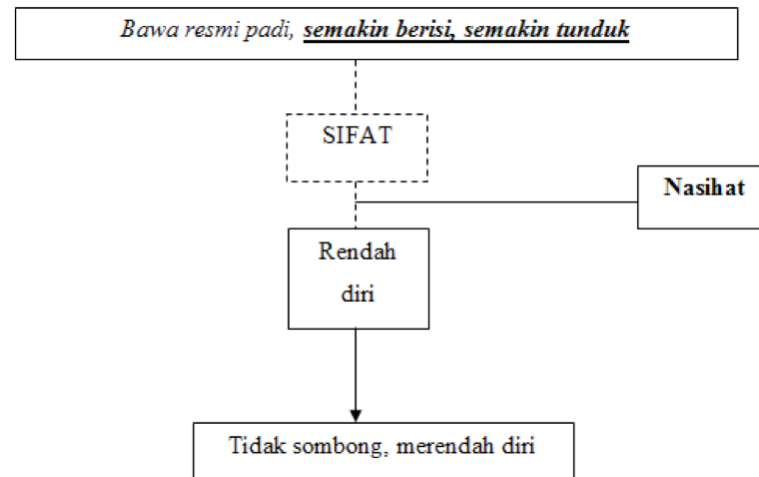 Bawa resmi padi, semakin berisi, semakin tunduk
SIFAT
Nasihat
Rendah
diri
Tidak sombong, merendah diri